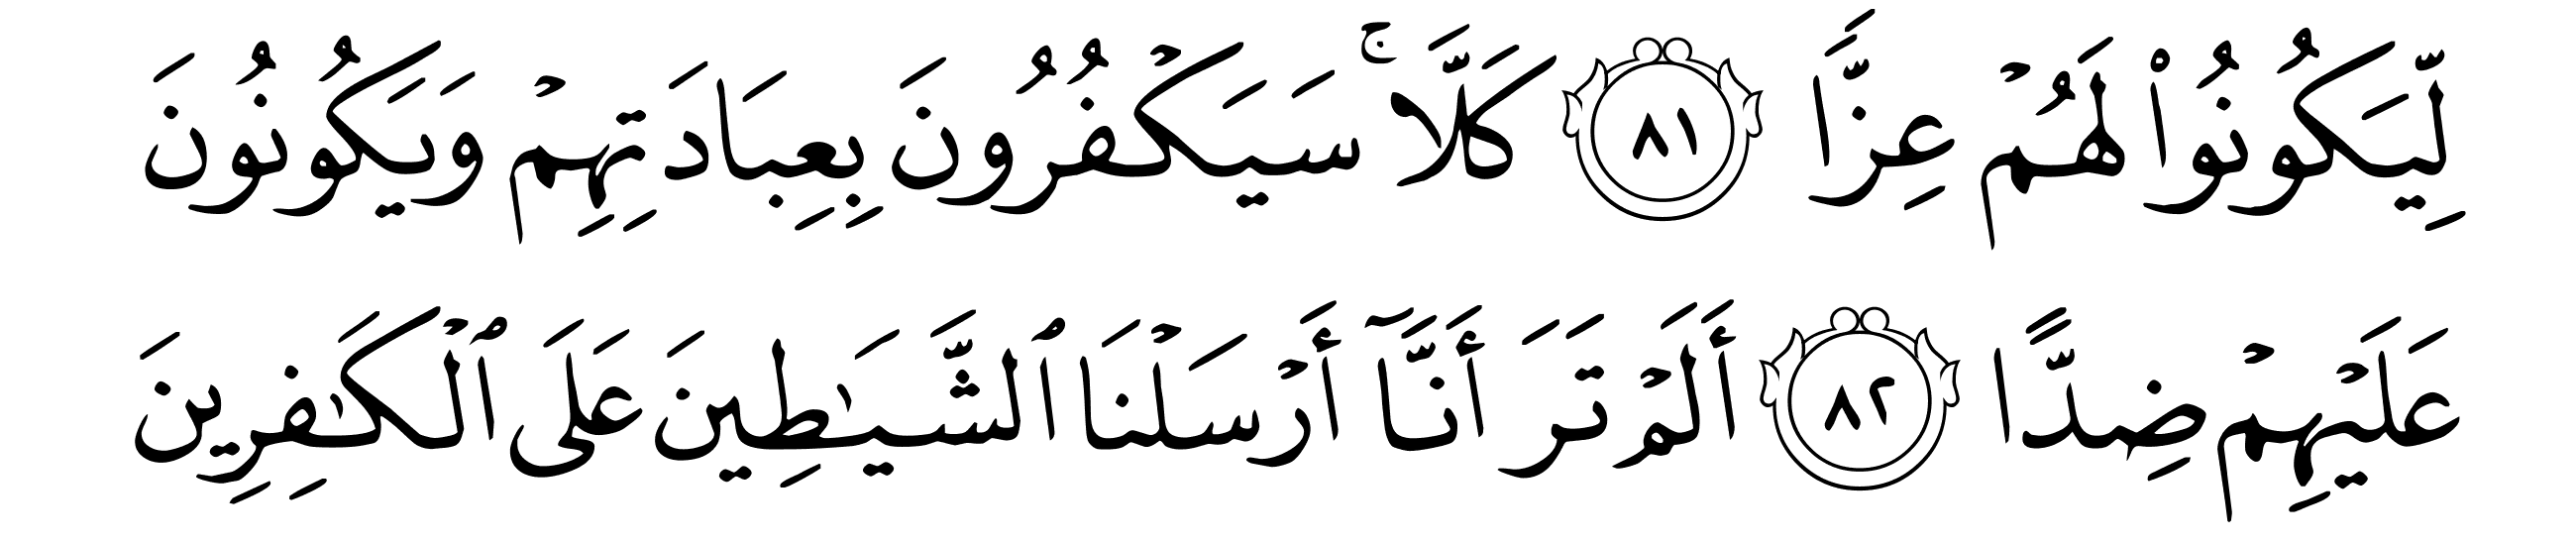 لِّيَكُونُوا۟ لَهُمْ عِزًّا ٨١ كَلَّا ۚ سَيَكْفُرُونَ بِعِبَادَتِهِمْ وَيَكُونُونَ
عَلَيْهِمْ ضِدًّا ٨٢ أَلَمْ تَرَ أَنَّآ أَرْسَلْنَا ٱلشَّيَـٰطِينَ عَلَى ٱلْكَـٰفِرِينَ